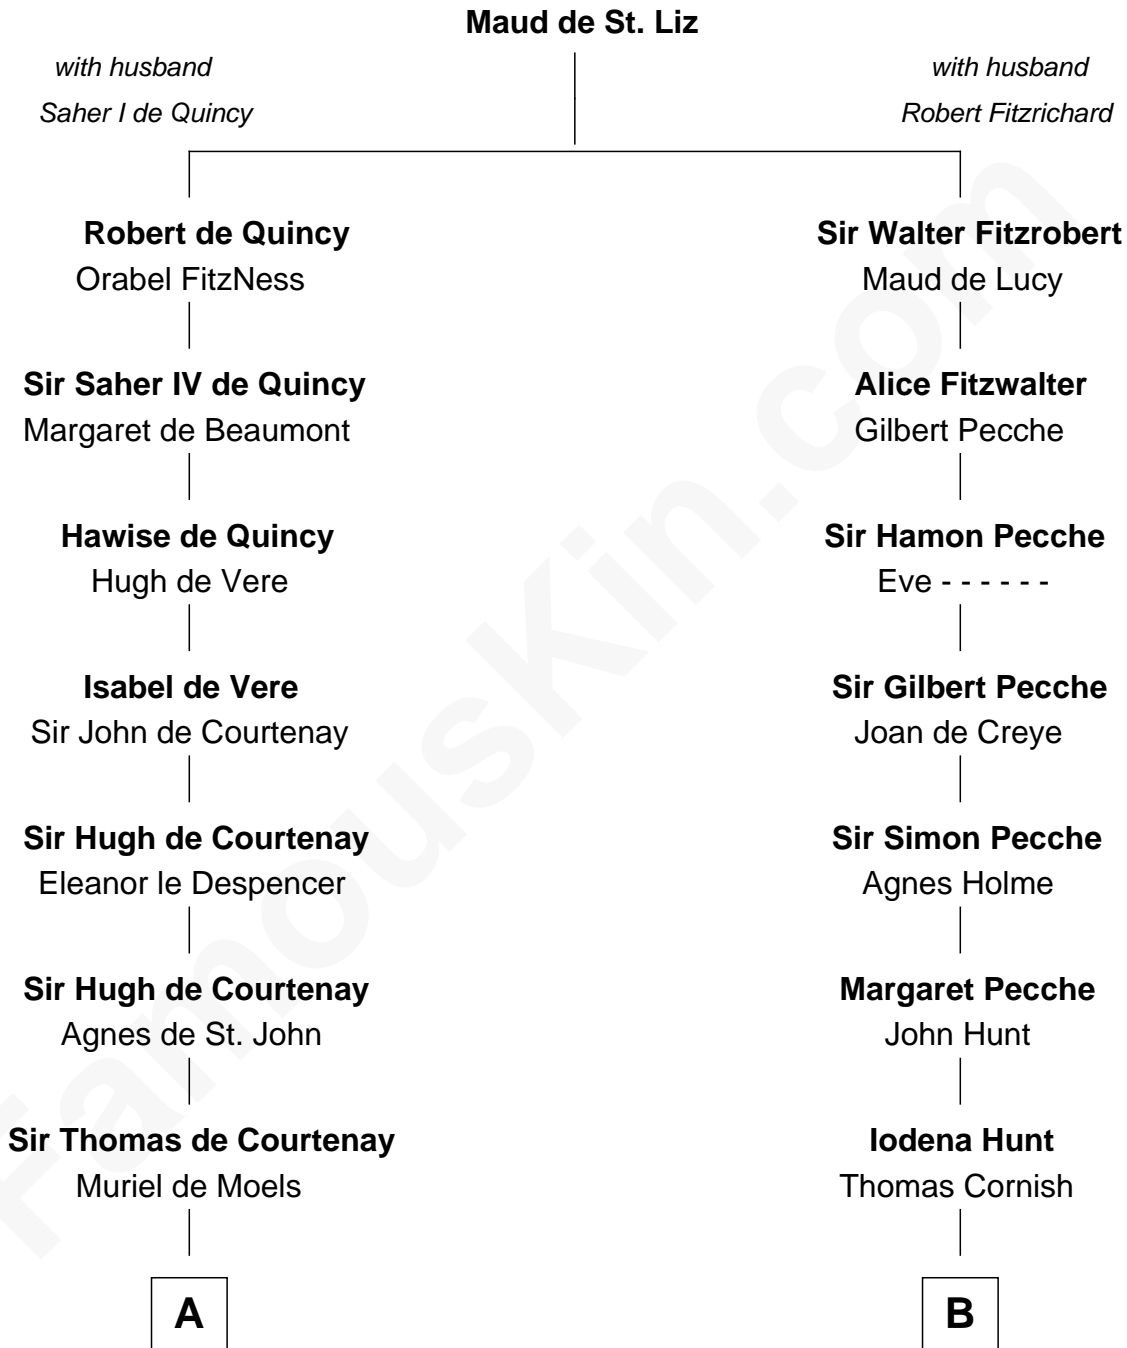 Maud de St. Liz
with husband
Saher I de Quincy
with husband
Robert Fitzrichard
Robert de Quincy
Orabel FitzNess
Sir Walter Fitzrobert
Maud de Lucy
Sir Saher IV de Quincy
Margaret de Beaumont
Alice Fitzwalter
Gilbert Pecche
Hawise de Quincy
Hugh de Vere
Sir Hamon Pecche
Eve - - - - - -
Isabel de Vere
Sir John de Courtenay
Sir Gilbert Pecche
Joan de Creye
Sir Hugh de Courtenay
Eleanor le Despencer
Sir Simon Pecche
Agnes Holme
Sir Hugh de Courtenay
Agnes de St. John
Margaret Pecche
John Hunt
Sir Thomas de Courtenay
Muriel de Moels
Iodena Hunt
Thomas Cornish
A
B
FamousKin.com